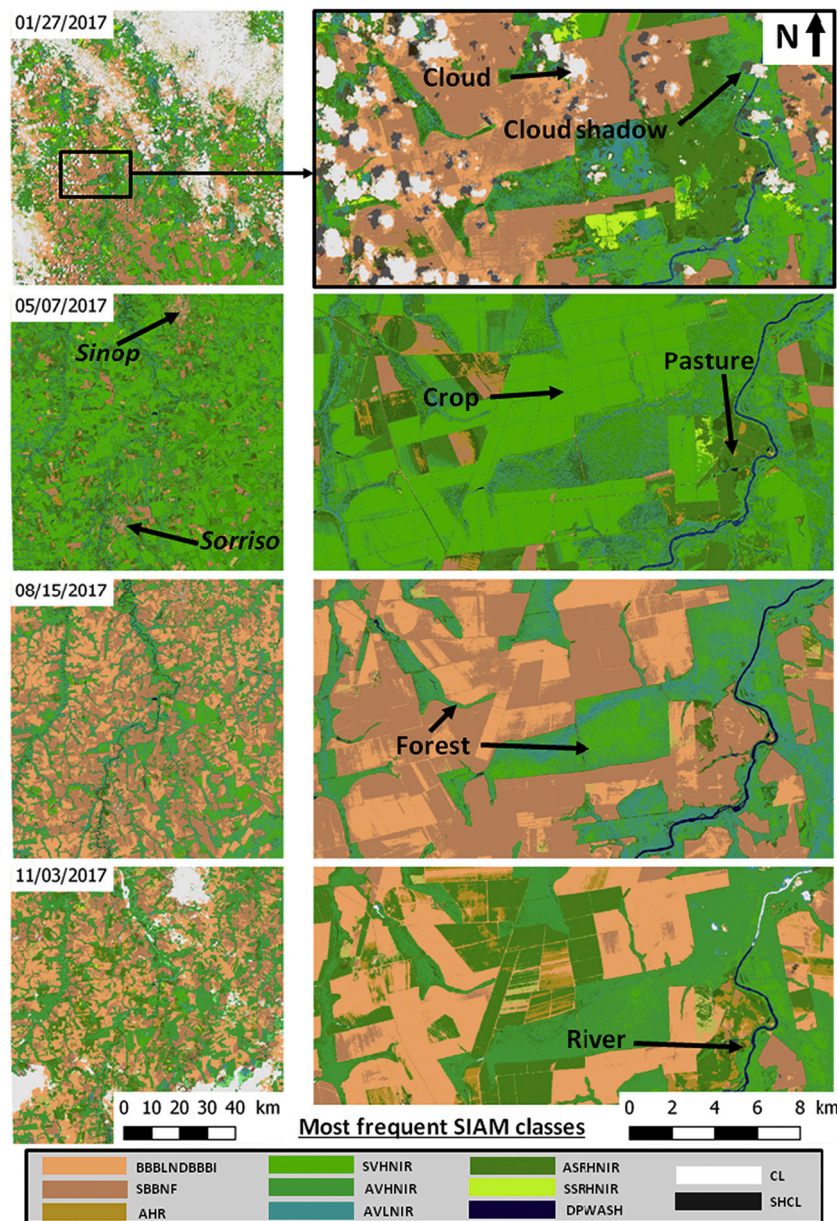 01/27/2017
N
Cloud
Cloud shadow
05/07/2017
Sinop
Sorriso
Crop
Pasture
08/15/2017
Forest
11/03/2017
River
0 10 20 30 40 km
0 2 4 6 8 km
Most frequent SIAM classes
BBBLNDBBBI SVHNIR ASRHNIR CL
SBBNF AVHNIR SSRHNIR SHCL
AHR AVLNIR DPWASH